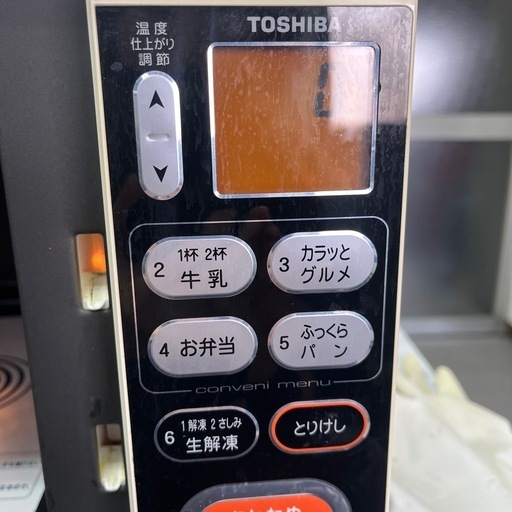 温度
仕上がり
調節
TOSHIBA
0
2
1杯 2杯
牛乳
3
カラッと
グルメ
4 お弁当
5
ふっくら
パン
conveni menu
6
1解凍 2さしみ
生解凍
とりけし